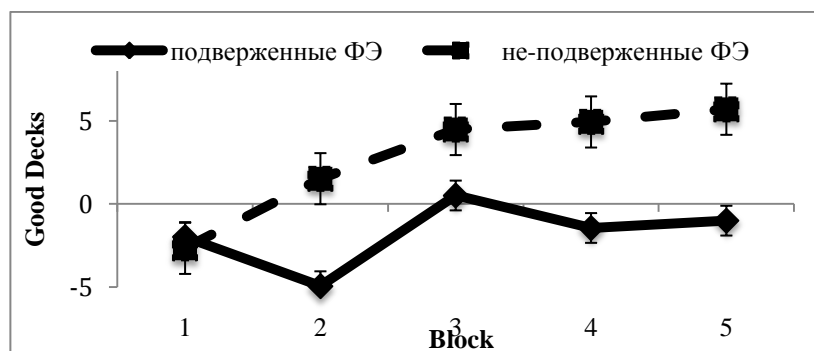 подверженные ФЭ не-подверженные ФЭ
5
0
-5
Good Decks
1 2 3 4 5
Block